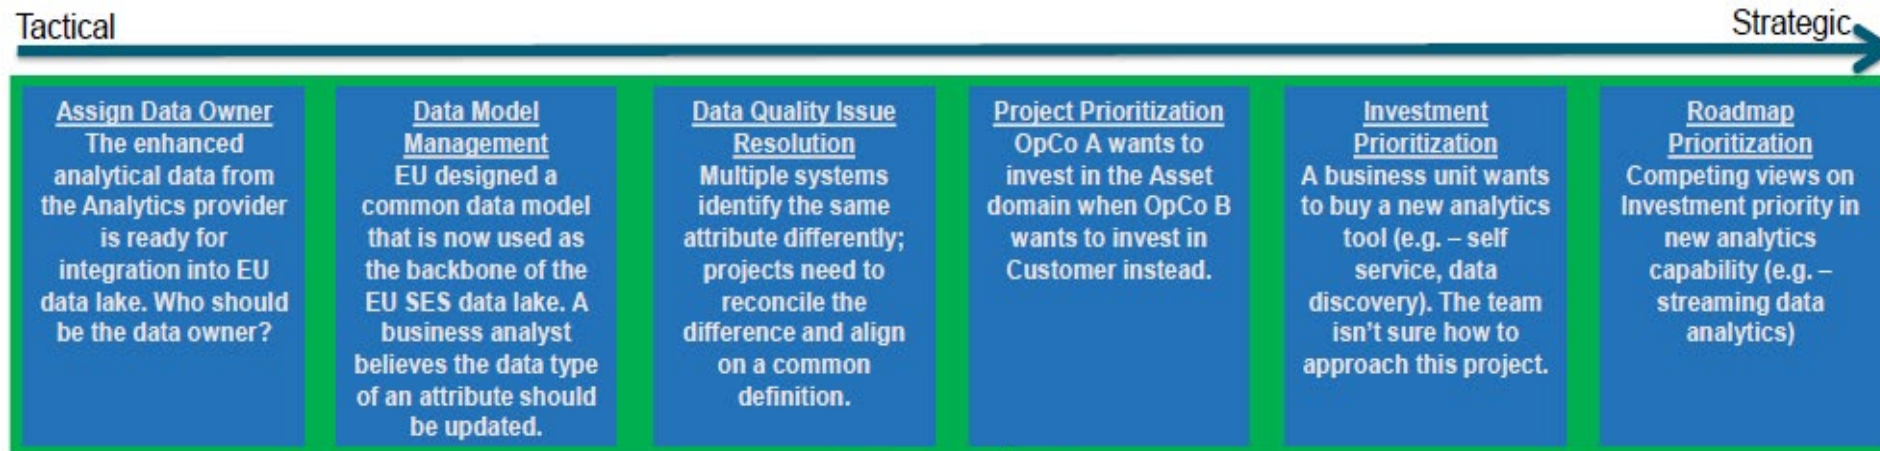 Tactical
Strategic
Assign Data Owner
The enhanced
analytical data from
the Analytics provider
is ready for
integration into EU
data lake. Who should
be the data owner?
Data Model
Management
EU designed a
common data model
that is now used as
the backbone of the
EU SES data lake. A
business analyst
believes the data type
of an attribute should
be updated.
Data Quality Issue
Resolution
Multiple systems
identify the same
attribute differently;
projects need to
reconcile the
difference and align
on a common
definition.
Project Prioritization
OpCo A wants to
invest in the Asset
domain when OpCo B
wants to invest in
Customer instead.
Investment
Prioritization
A business unit wants
to buy a new analytics
tool (e.g. – self
service, data
discovery). The team
isn’t sure how to
approach this project.
Roadmap
Prioritization
Competing views on
Investment priority in
new analytics
capability (e.g. –
streaming data
analytics)